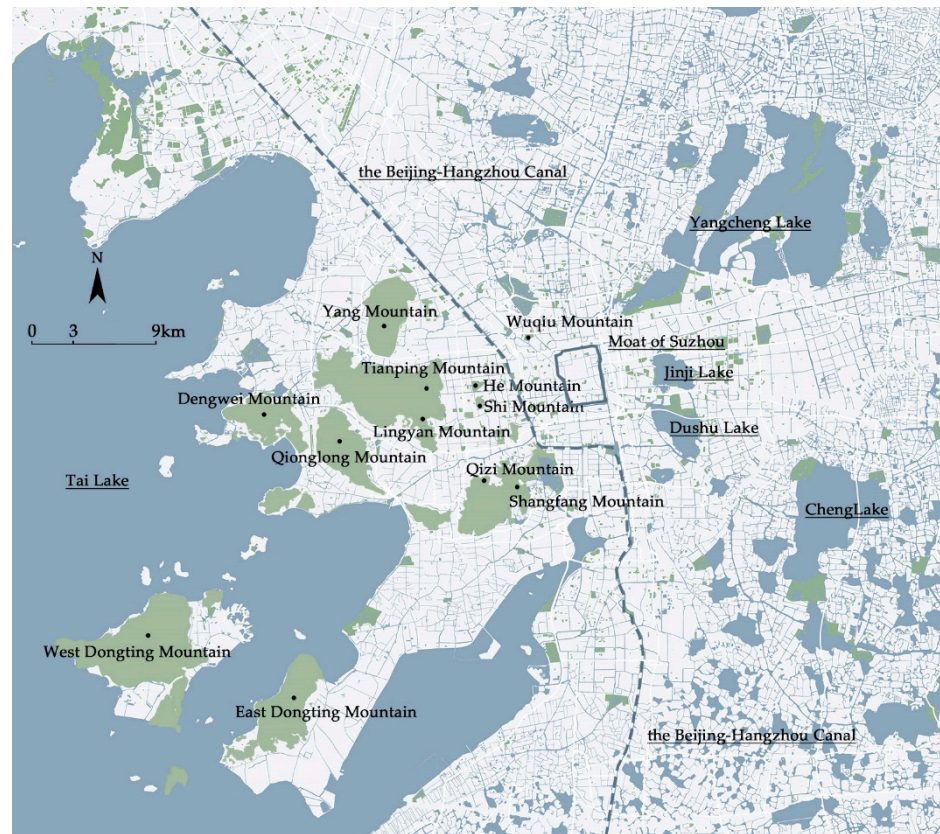 the Beijing-Hangzhou Canal
Yangcheng Lake
N
0 3 9km
Yang Mountain
Wuqiu Mountain
Moat of Suzhou
Tianping Mountain
Jinji Lake
He Mountain
Dengwei Mountain
Shi Mountain
Lingyan Mountain
Dushu Lake
Qionglong Mountain
Qizi Mountain
Tai Lake
Shangfang Mountain
ChengLake
West Dongting Mountain
East Dongting Mountain
the Beijing-Hangzhou Canal